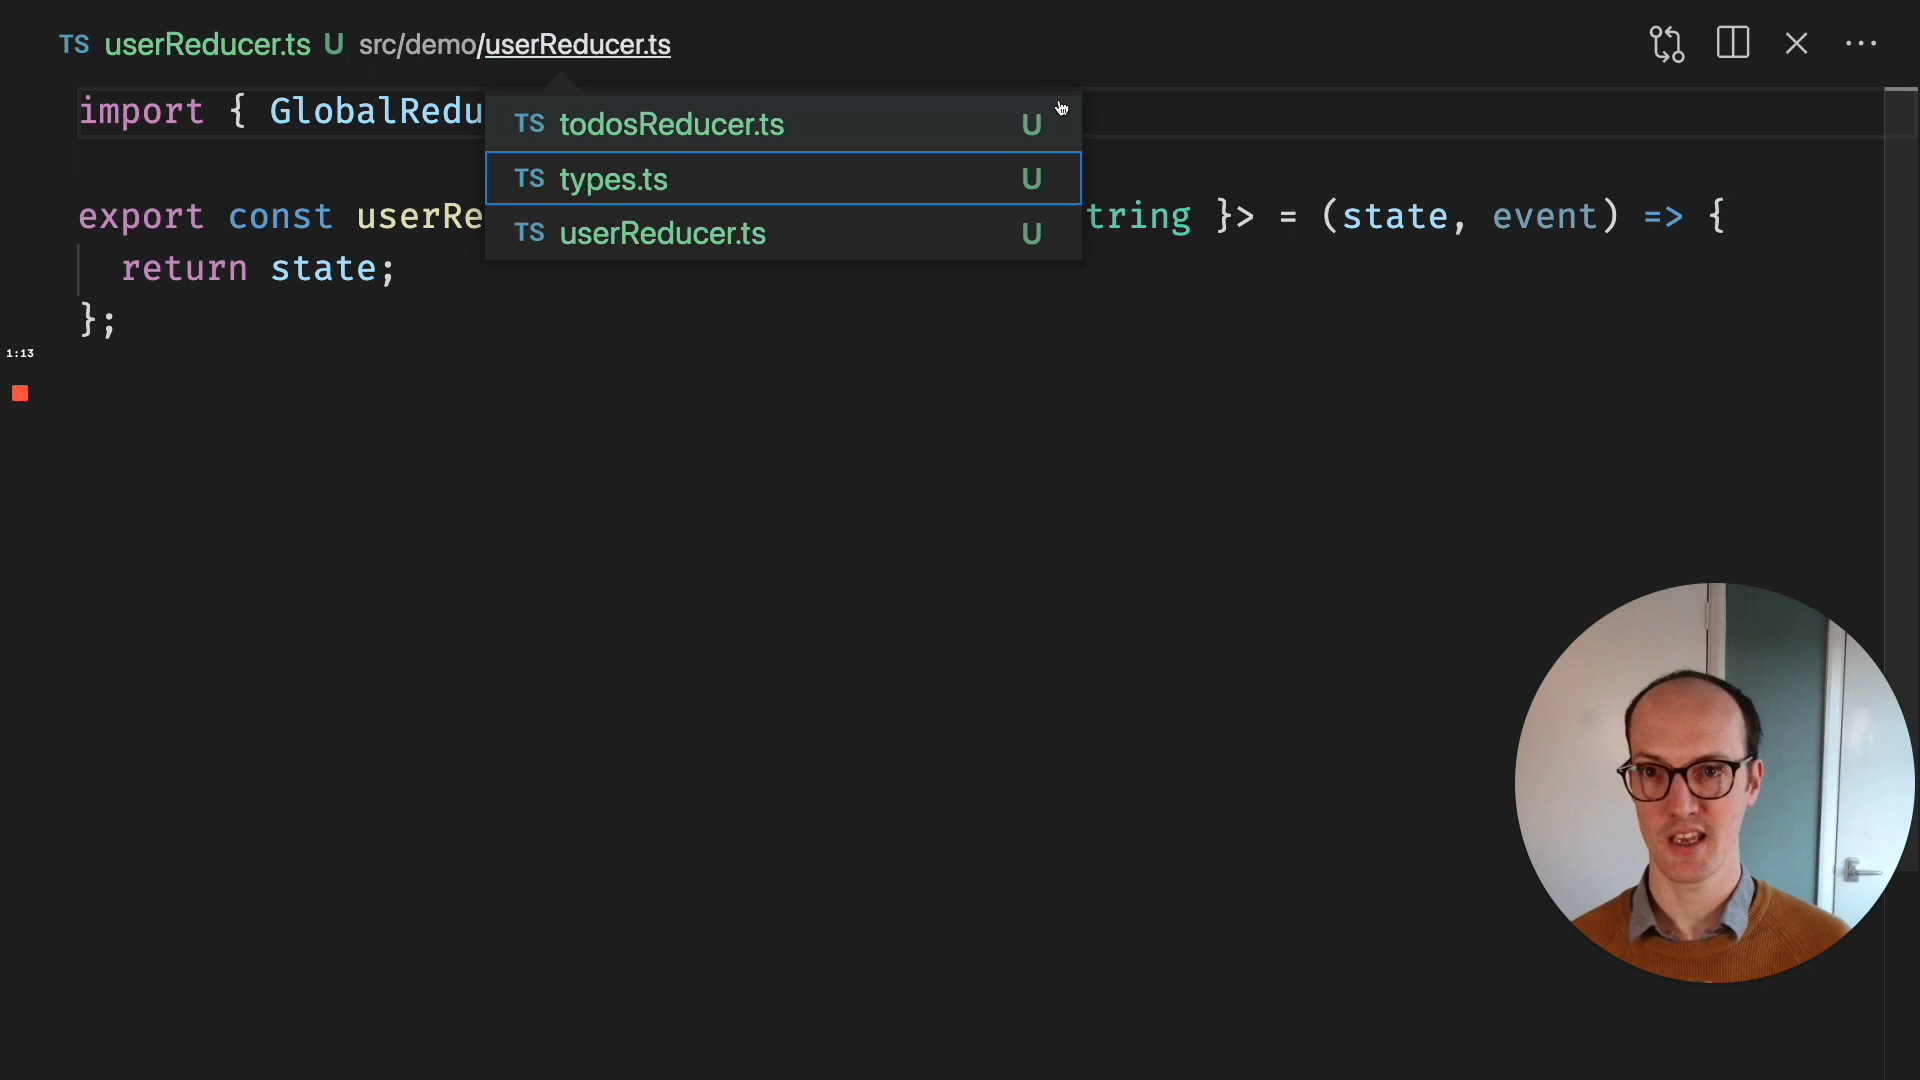 TS userReducer.ts U src/demo/userReducer.ts
import { GlobalRedu
TS todosReducer.ts U
TS types.ts U
export const userRe tring }> = (state, event) => {
TS userReducer.ts U
return state;
};
1:13